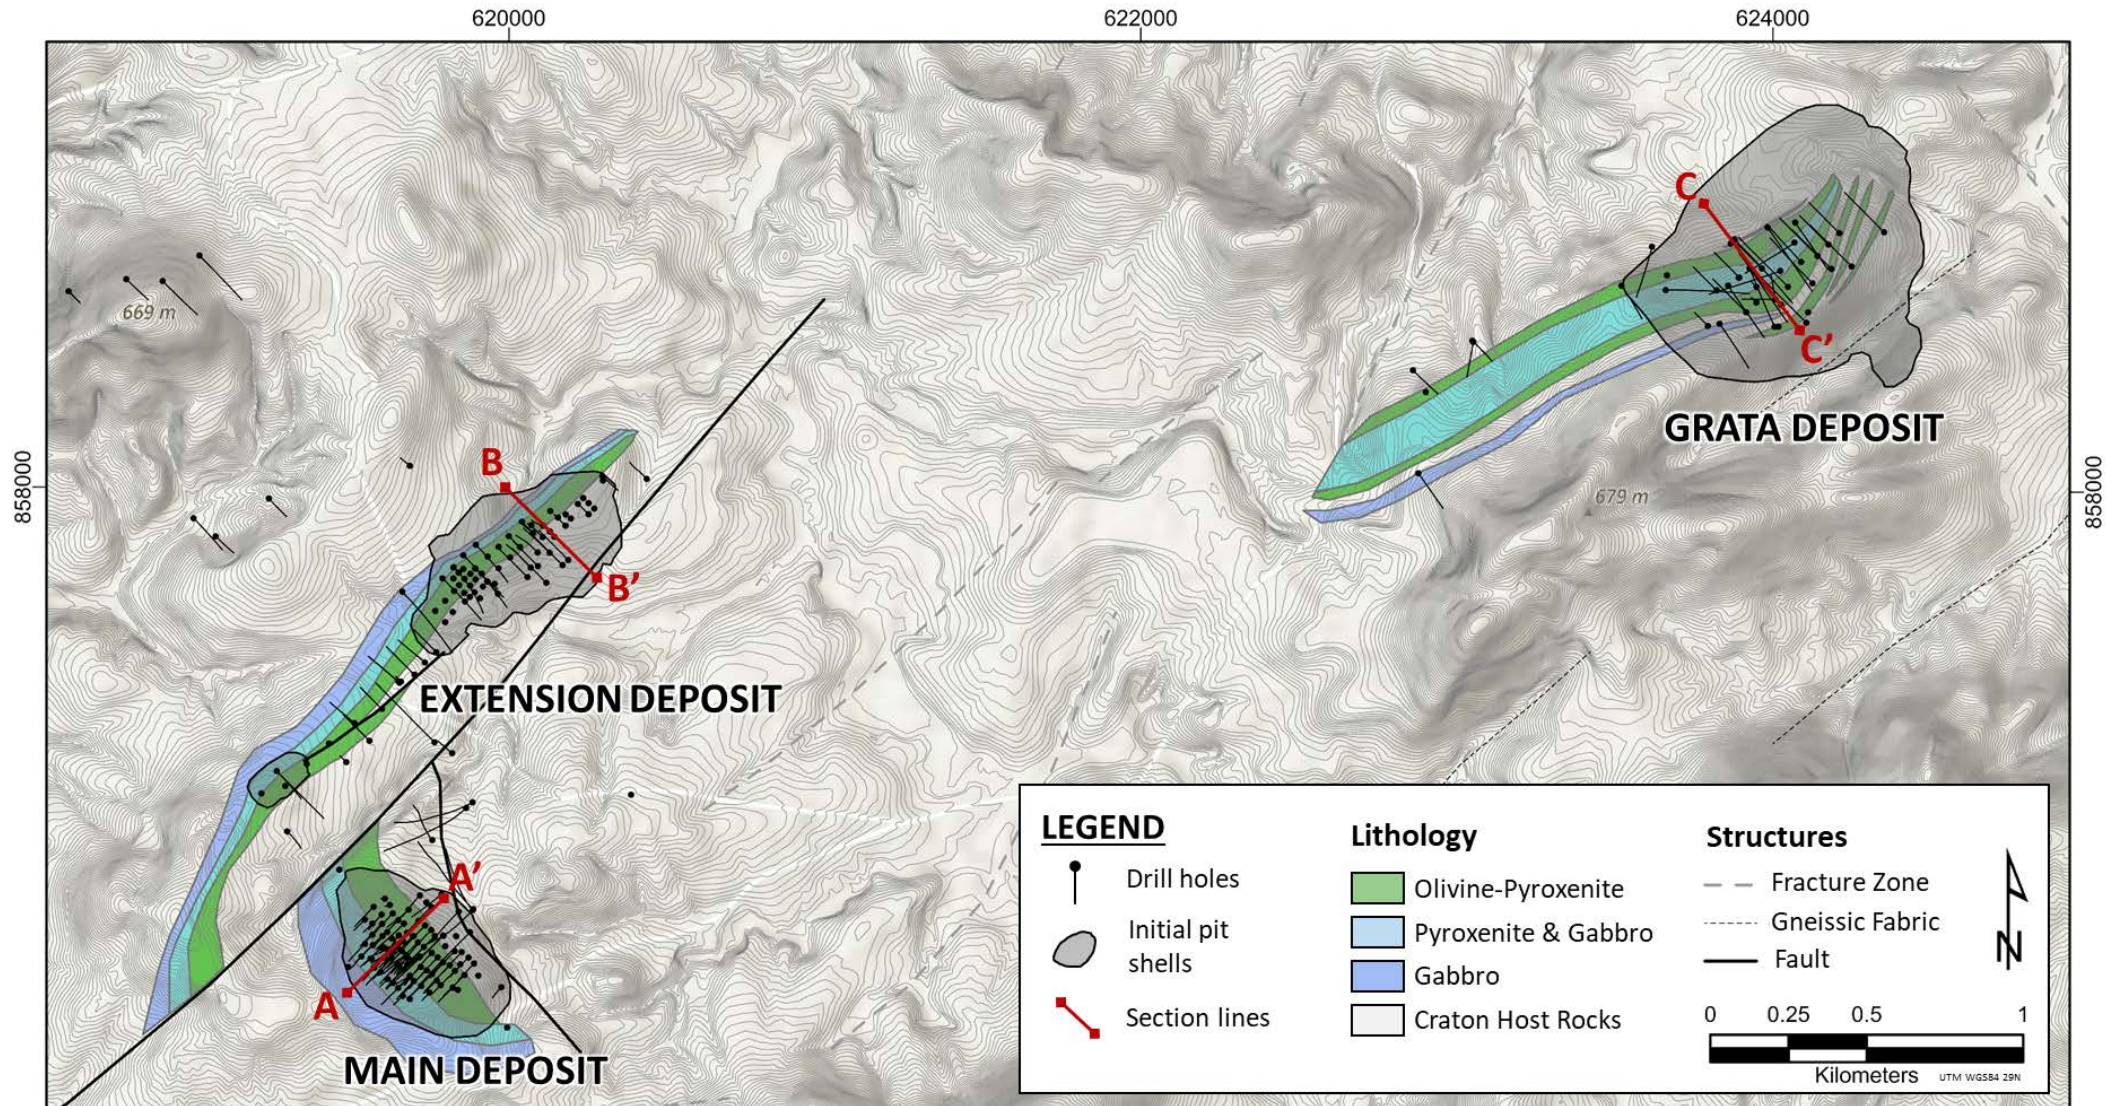 620000
622000
624000
C
669 m
C’
GRATA DEPOSIT
B
858000
858000
679 m
B’
EXTENSION DEPOSIT
A’
A
MAIN DEPOSIT
LEGEND
Drill holes
Initial pit
shells
Section lines
Lithology
Olivine-Pyroxenite
Pyroxenite & Gabbro
Gabbro
Craton Host Rocks
Structures
Fracture Zone
Gneissic Fabric
Fault
N
0 0.25 0.5 1
Kilometers
UTM WGS84 29N